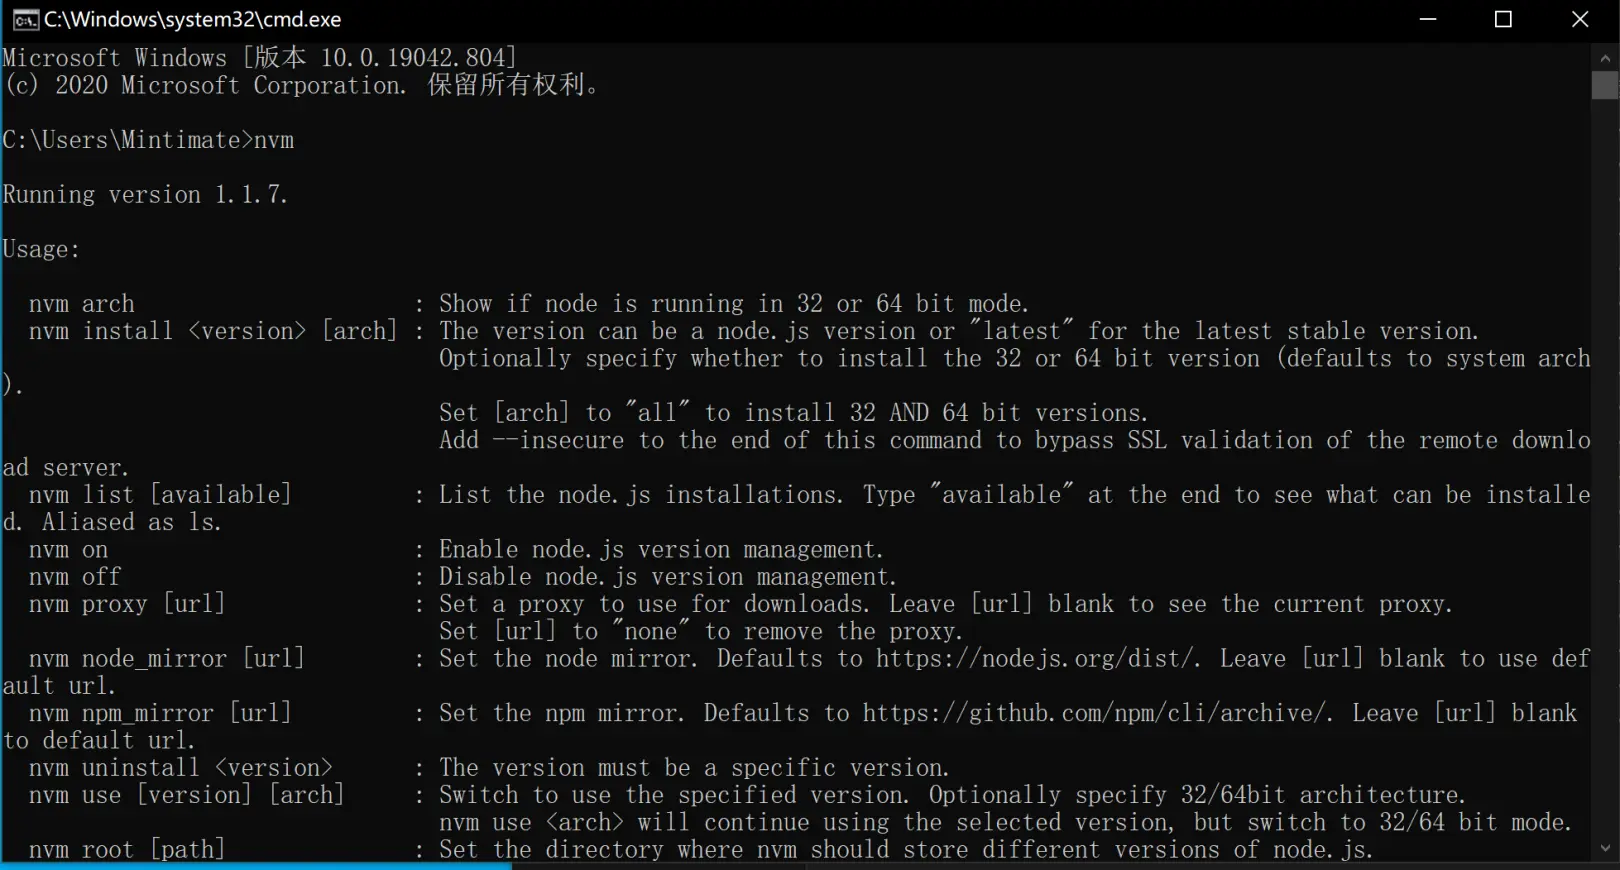 C:\Windows\system32\cmd.exe
Microsoft Windows [版本 10.0.19042.804]
(c) 2020 Microsoft Corporation. 保留所有权利。
C:\Users\Mintimate>nvm
Running version 1.1.7.
Usage:
nvm arch : Show if node is running in 32 or 64 bit mode.
nvm install <version> [arch] : The version can be a node.js version or "latest" for the latest stable version.
Optionally specify whether to install the 32 or 64 bit version (defaults to system arch
).
Set [arch] to "all" to install 32 AND 64 bit versions.
Add --insecure to the end of this command to bypass SSL validation of the remote downlo
ad server.
nvm list [available] : List the node.js installations. Type "available" at the end to see what can be installe
d. Aliased as ls.
nvm on : Enable node.js version management.
nvm off : Disable node.js version management.
nvm proxy [url] : Set a proxy to use for downloads. Leave [url] blank to see the current proxy.
Set [url] to "none" to remove the proxy.
nvm node_mirror [url] : Set the node mirror. Defaults to https://nodejs.org/dist/. Leave [url] blank to use def
ault url.
nvm npm_mirror [url] : Set the npm mirror. Defaults to https://github.com/npm/cli/archive/. Leave [url] blank
to default url.
nvm uninstall <version> : The version must be a specific version.
nvm use [version] [arch] : Switch to use the specified version. Optionally specify 32/64bit architecture.
nvm use <arch> will continue using the selected version, but switch to 32/64 bit mode.
nvm root [path] : Set the directory where nvm should store different versions of node.js.